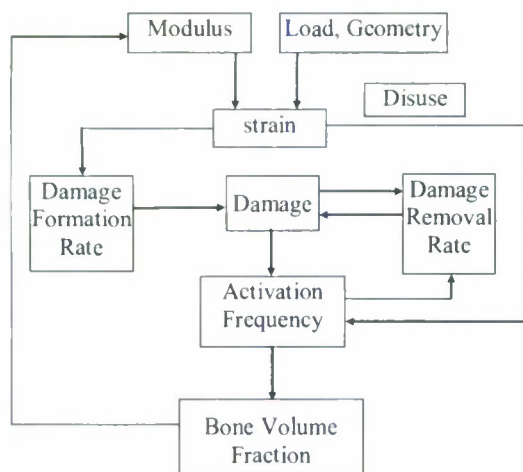 Modulus
Load, Geometry
Disuse
strain
Damage
Formation
Rate
Damage
Damage
Removal
Rate
Activation
Frequency
Bone Volume
Fraction